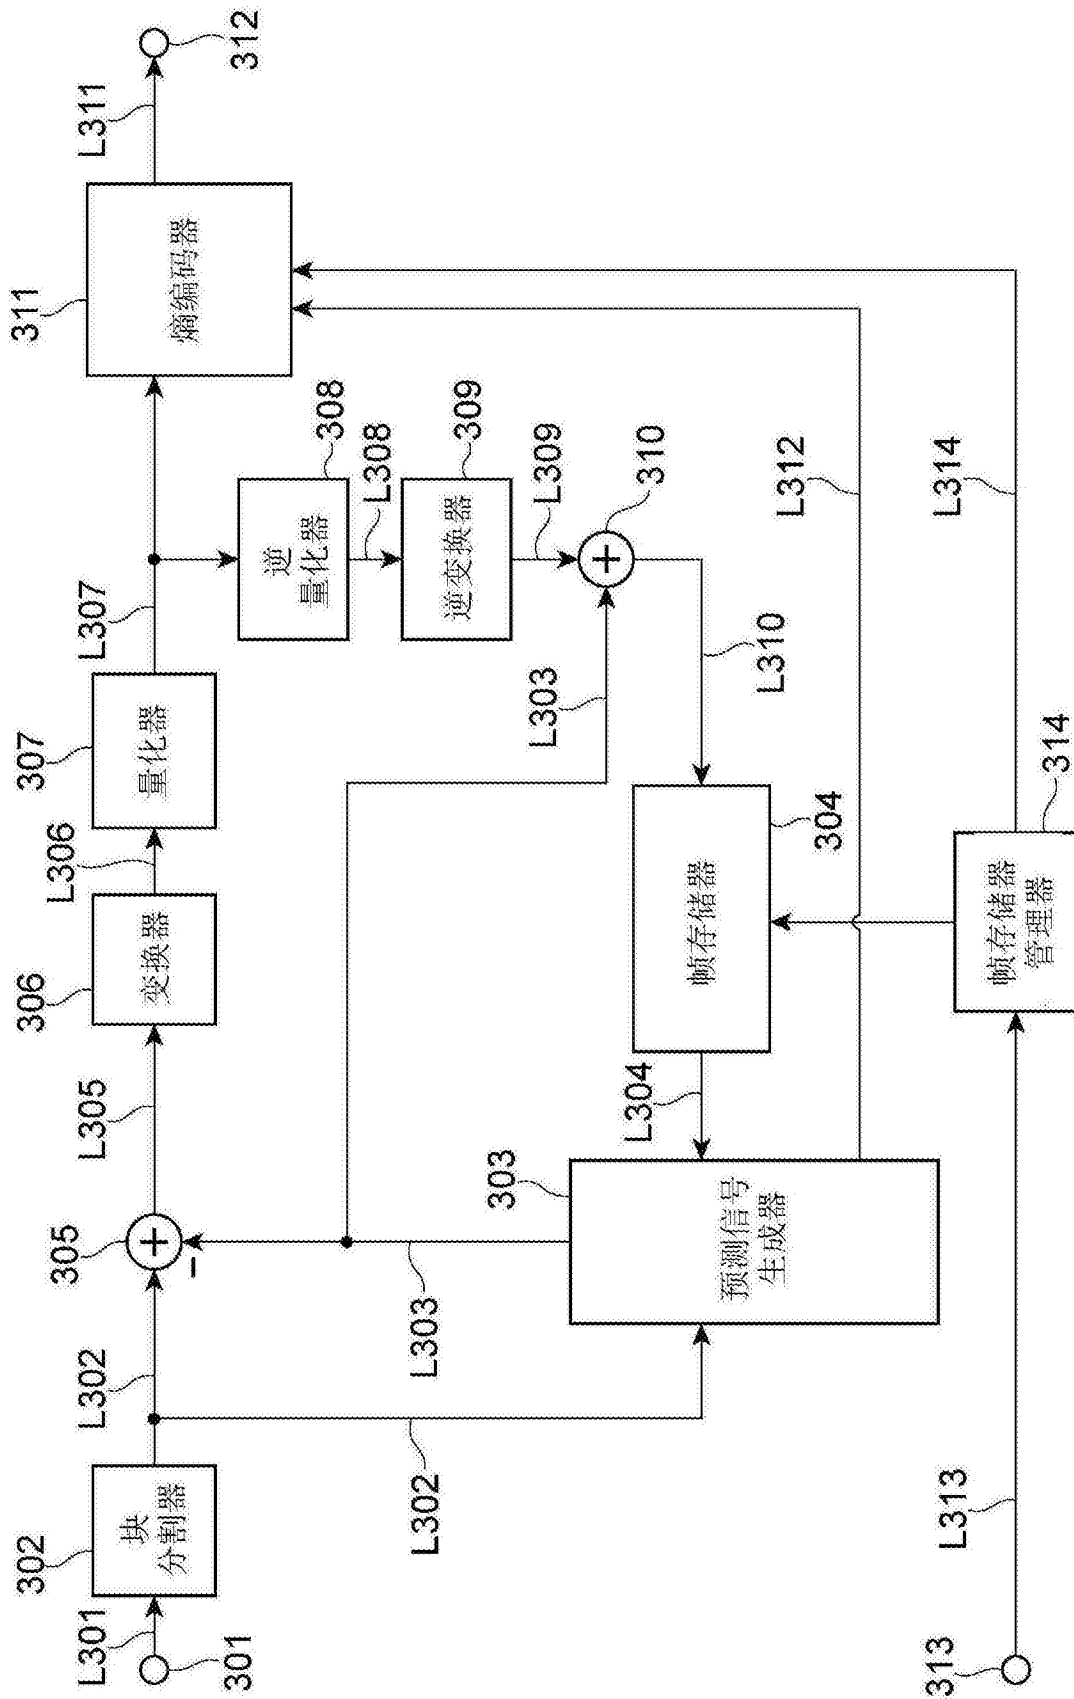 301
L301
302
块
分割器
L302
L302
305
−
L305
306
变换器
L306
307
量化器
L307
311
熵编码器
L311
312
308
逆
量化器
L308
309
逆变换器
L309
310
L303
L303
L310
303
预测信号
生成器
L304
帧存储器
304
L312
313
L313
帧存储器
管理器
314
L314